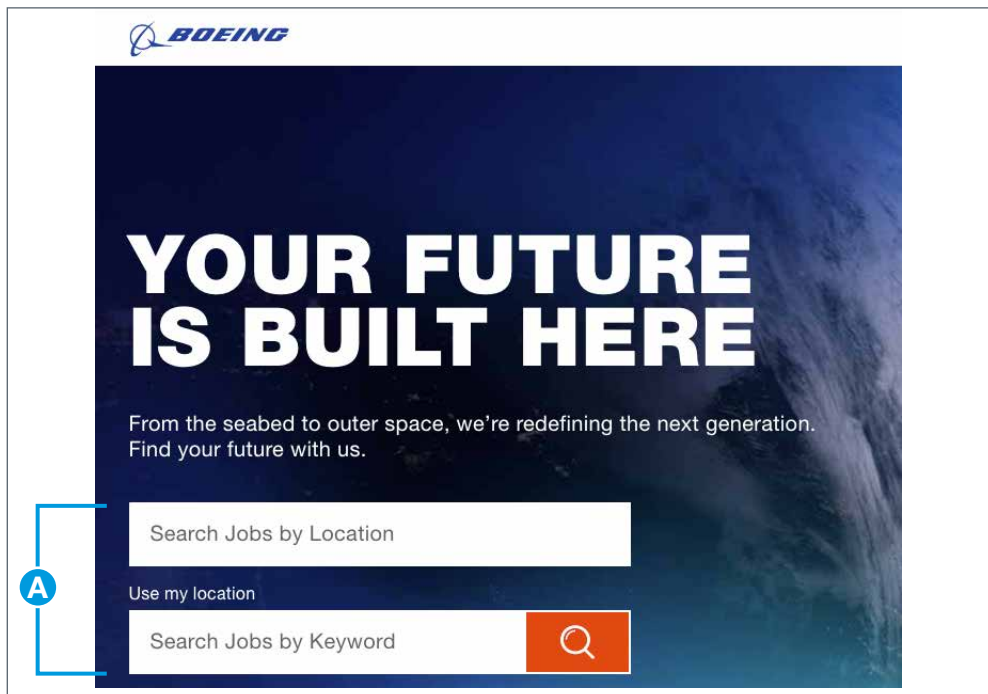 BOEING
YOUR FUTURE
IS BUILT HERE
From the seabed to outer space, we’re redefining the next generation.
Find your future with us.
Search Jobs by Location
A
Use my location
Search Jobs by Keyword